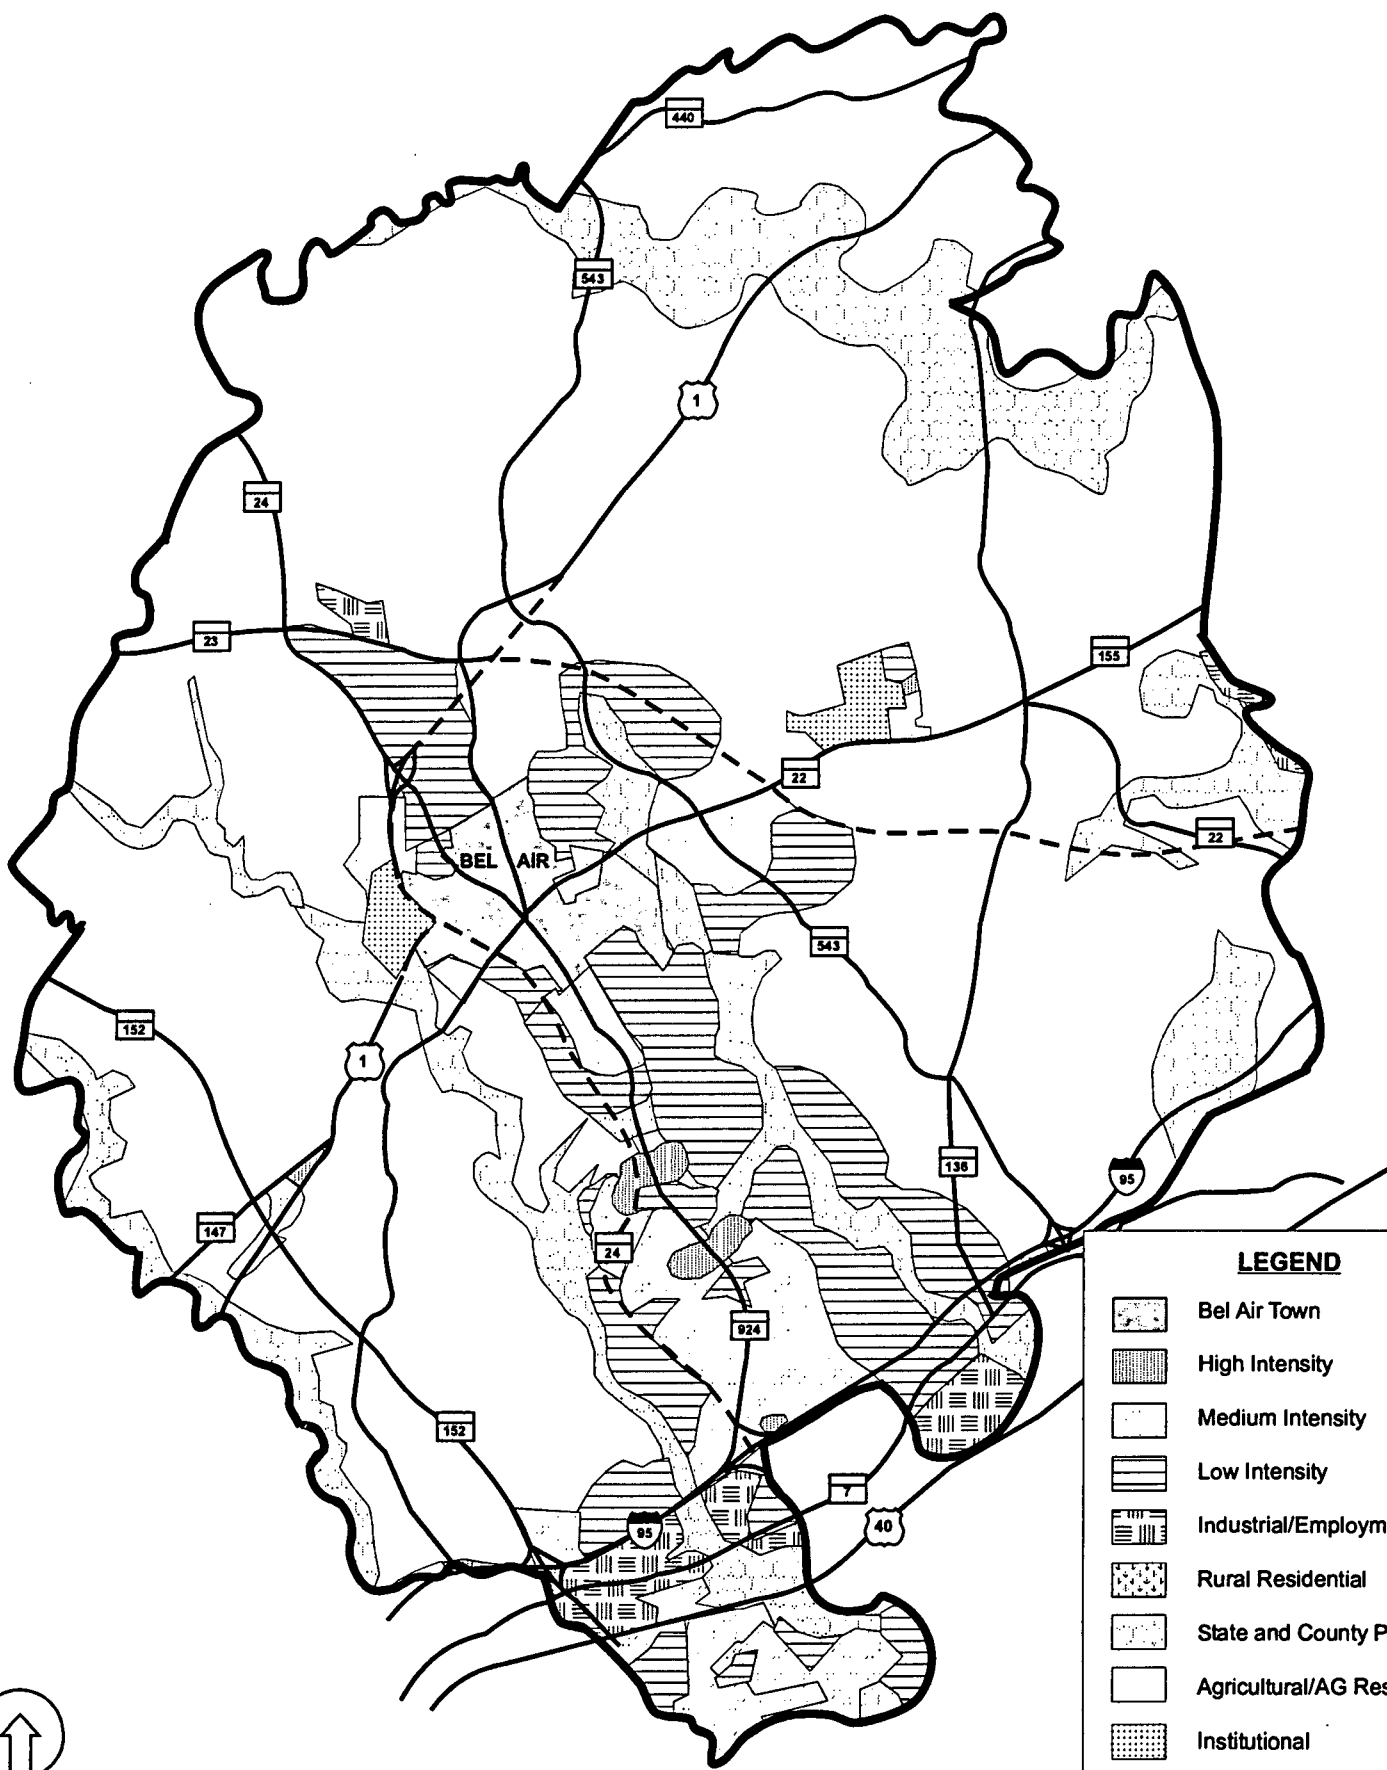 440
543
1
24
23
155
22
22
BEL AIR
543
152
1
136
95
147
24
924
152
7
95
40
LEGEND
Bel Air Town
High Intensity
Medium Intensity
Low Intensity
Industrial/Employm
Rural Residential
State and County P
Agricultural/AG Res
Institutional